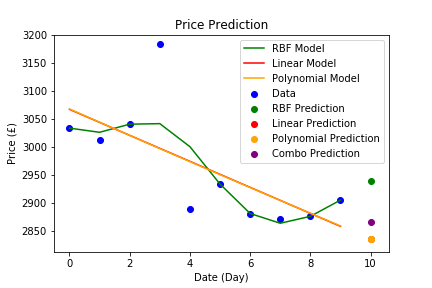 Price Prediction
3200
3150
3100
3050
3000
2950
2900
2850
Price (£)
RBF Model
Linear Model
Polynomial Model
Data
RBF Prediction
Linear Prediction
Polynomial Prediction
Combo Prediction
0 2 4 6 8 10
Date (Day)